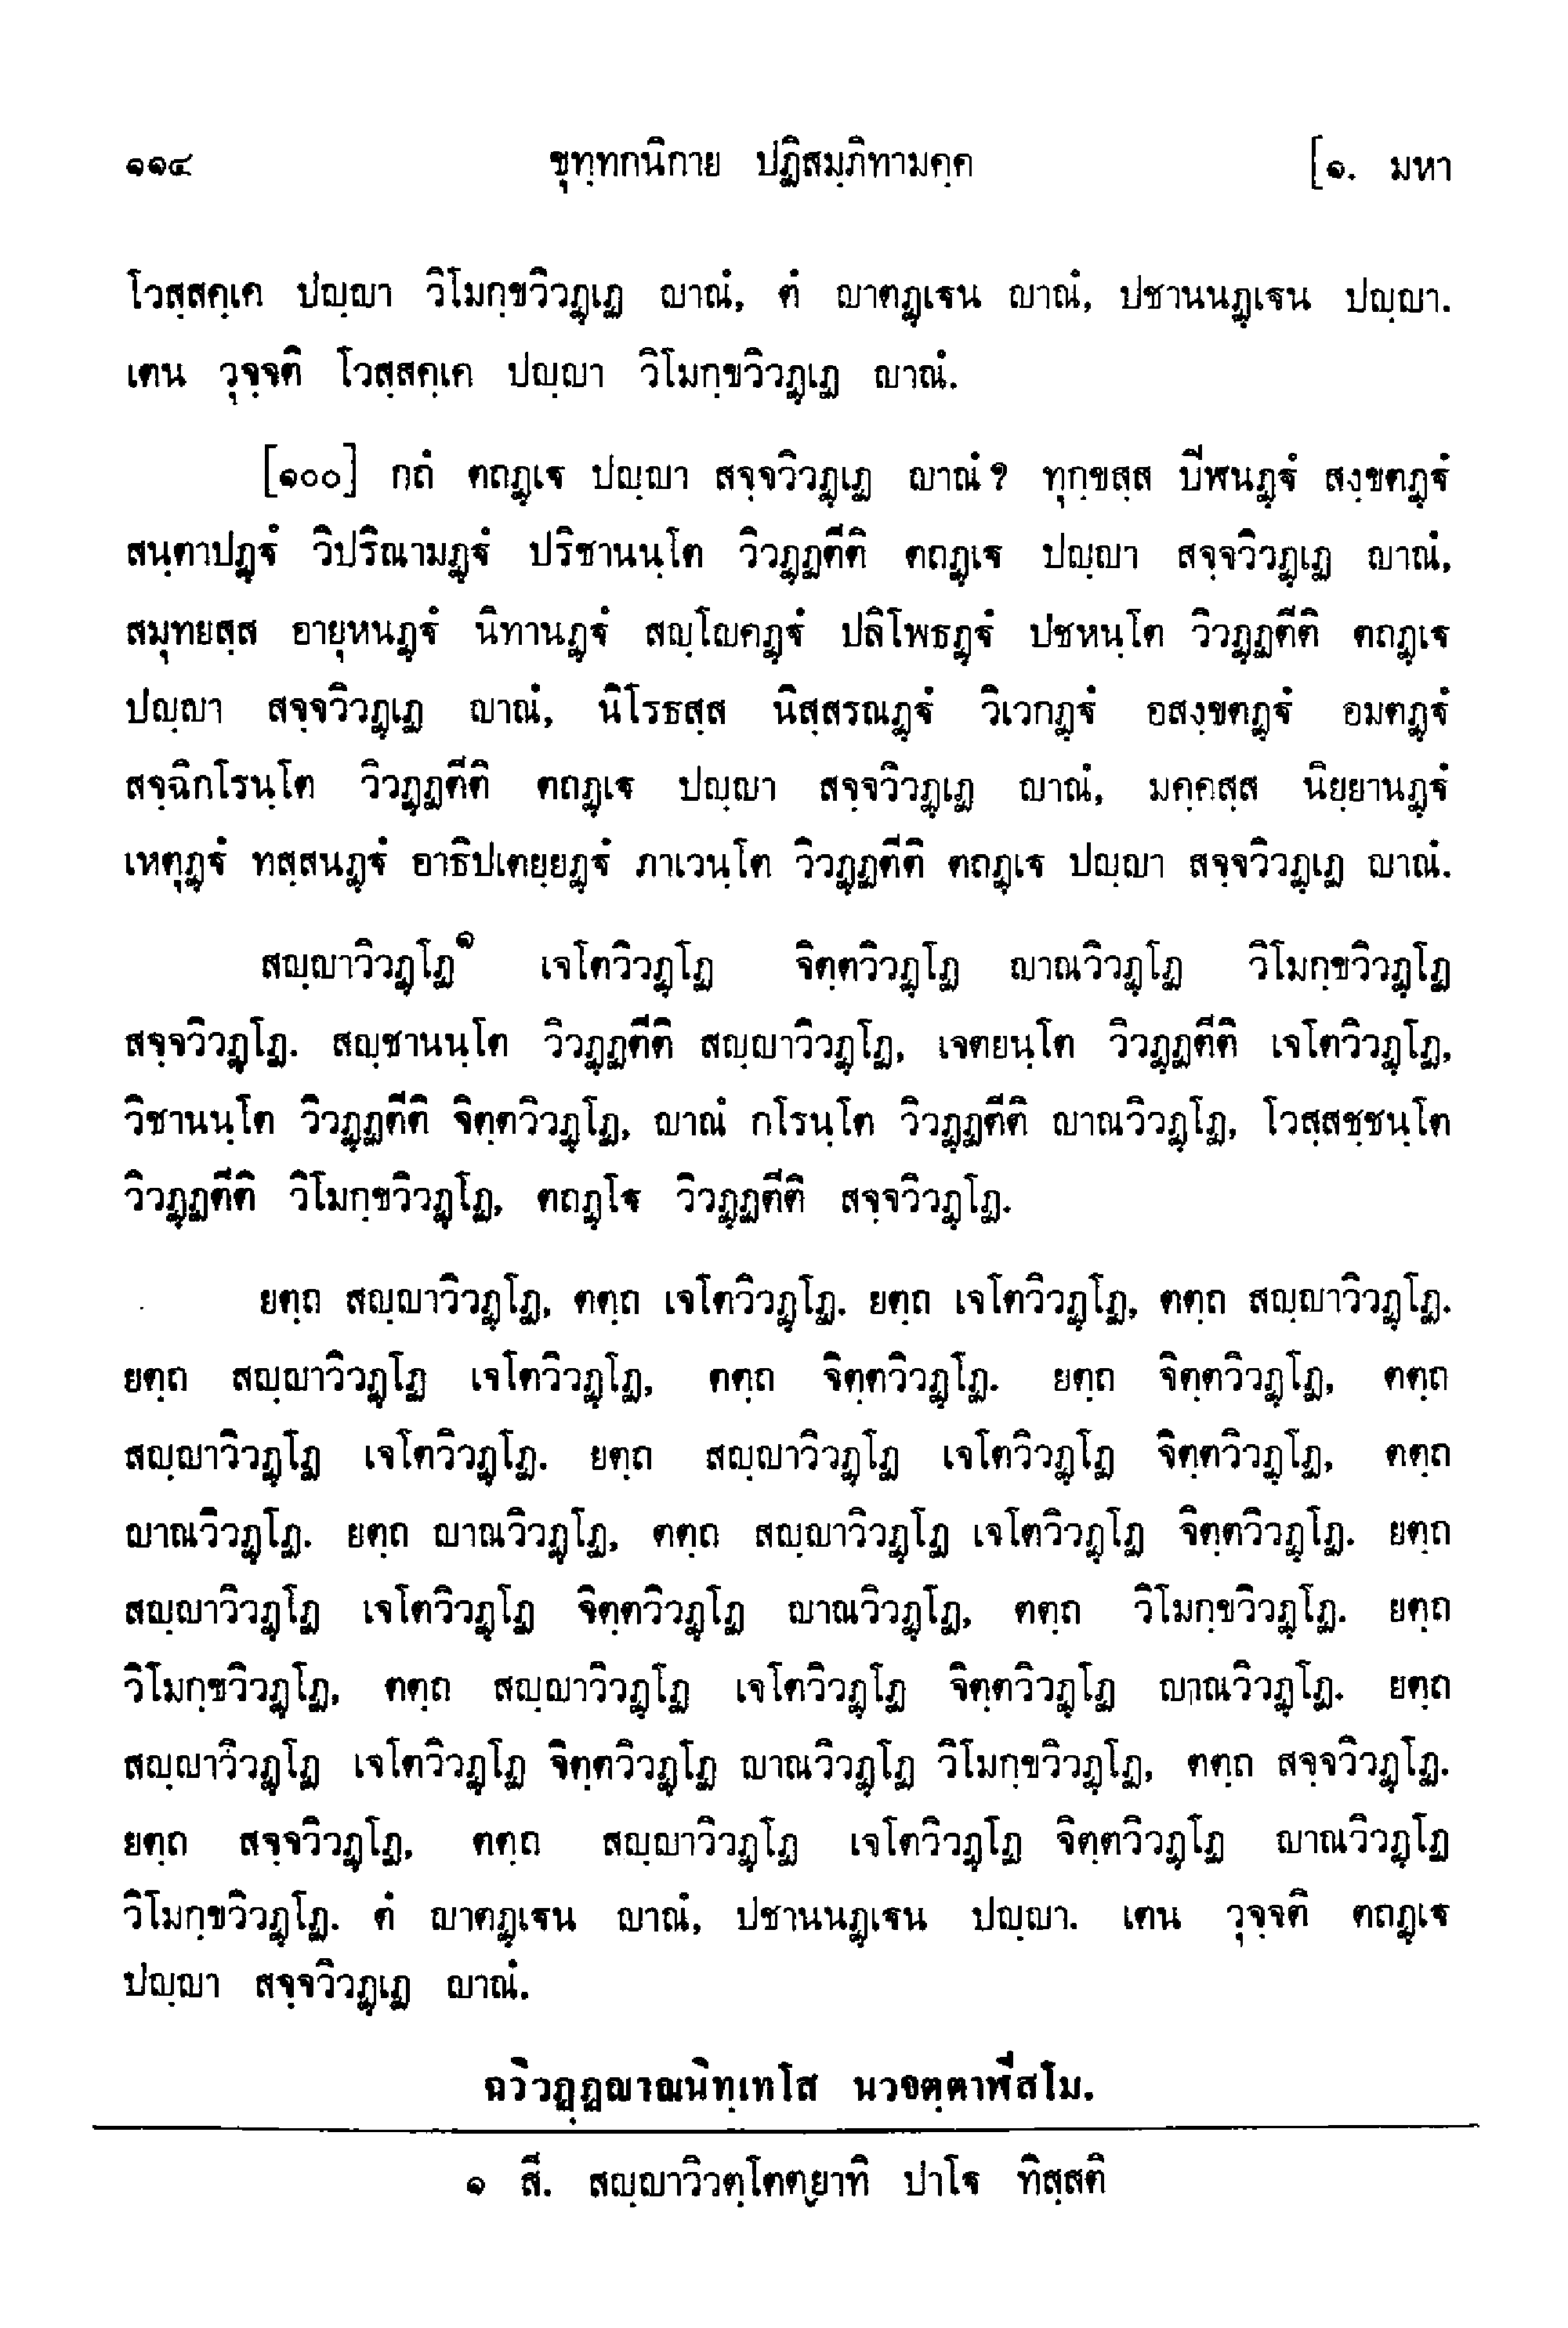 ๑๑๔ ขุทฺทกนิกาย ปฏิสมฺภิทามคฺค [๑. มหา
โวสฺสคฺเค ปญฺญา วิโมกฺขวิวฏฺเฏ ญาณํ, ตํ ญาตฏฺเฐน ญาณํ, ปชานนฏฺเฐน ปญฺญา.
เตน วุจฺจติ โวสฺสคฺเค ปญฺญา วิโมกฺขวิวฏฺเฏ ญาณํ.
[๑๐๐] กถํ ตถฏฺเฐ ปญฺญา สจฺจวิวฏฺเฏ ญาณํ? ทุกฺขสฺส ปีฬนฏฺฐํ สงฺขตฏฺฐํ
สนฺตาปฏฺฐํ วิปริณามฏฺฐํ ปริชานนฺโต วิวฏฺฏตีติ ตถฏฺเฐ ปญฺญา สจฺจวิวฏฺเฏ ญาณํ,
สมุทยสฺส อายุหนฏฺฐํ นิทานฏฺฐํ สญฺโญคฏฺฐํ ปลิโพธฏฺฐํ ปชหนฺโต วิวฏฺฏตีติ ตถฏฺเฐ
ปญฺญา สจฺจวิวฏฺเฏ ญาณํ, นิโรธสฺส นิสฺสรณฏฺฐํ วิเวกฏฺฐํ อสงฺขตฏฺฐํ อมตฏฺฐํ
สจฺฉิกโรนฺโต วิวฏฺฏตีติ ตถฏฺเฐ ปญฺญา สจฺจวิวฏฺเฏ ญาณํ, มคฺคสฺส นิยฺยานฏฺฐํ
เหตุฏฺฐํ ทสฺสนฏฺฐํ อาธิปเตยฺยฏฺฐํ ภาเวนฺโต วิวฏฺฏตีติ ตถฏฺเฐ ปญฺญา สจฺจวิวฏฺเฏ ญาณํ.
สญฺญาวิวฏฺโฏ๑ เจโตวิวฏฺโฏ จิตฺตวิวฏฺโฏ ญาณวิวฏฺโฏ วิโมกฺขวิวฏฺโฏ
สจฺจวิวฏฺโฏ. สญฺชานนฺโต วิวฏฺฏตีติ สญฺญาวิวฏฺโฏ, เจตยนฺโต วิวฏฺฏตีติ เจโตวิวฏฺโฏ,
วิชานนฺโต วิวฏฺฏตีติ จิตฺตวิวฏฺโฏ, ญาณํ กโรนฺโต วิวฏฺฏตีติ ญาณวิวฏฺโฏ, โวสฺสชฺชนฺโต
วิวฏฺฏตีติ วิโมกฺขวิวฏฺโฏ, ตถฏฺโฐ วิวฏฺฏตีติ สจฺจวิวฏฺโฏ.
ยตฺถ สญฺญาวิวฏฺโฏ, ตตฺถ เจโตวิวฏฺโฏ. ยตฺถ เจโตวิวฏฺโฏ, ตตฺถ สญฺญาวิวฏฺโฏ.
ยตฺถ สญฺญาวิวฏฺโฏ เจโตวิวฏฺโฏ, ตตฺถ จิตฺตวิวฏฺโฏ. ยตฺถ จิตฺตวิวฏฺโฏ, ตตฺถ
สญฺญาวิวฏฺโฏ เจโตวิวฏฺโฏ. ยตฺถ สญฺญาวิวฏฺโฏ เจโตวิวฏฺโฏ จิตฺตวิวฏฺโฏ, ตตฺถ
ญาณวิวฏฺโฏ. ยตฺถ ญาณวิวฏฺโฏ, ตตฺถ สญฺญาวิวฏฺโฏ เจโตวิวฏฺโฏ จิตฺตวิวฏฺโฏ. ยตฺถ
สญฺญาวิวฏฺโฏ เจโตวิวฏฺโฏ จิตฺตวิวฏฺโฏ ญาณวิวฏฺโฏ, ตตฺถ วิโมกฺขวิวฏฺโฏ. ยตฺถ
วิโมกฺขวิวฏฺโฏ, ตตฺถ สญฺญาวิวฏฺโฏ เจโตวิวฏฺโฏ จิตฺตวิวฏฺโฏ ญาณวิวฏฺโฏ. ยตฺถ
สญฺญาวิวฏฺโฏ เจโตวิวฏฺโฏ จิตฺตวิวฏฺโฏ ญาณวิวฏฺโฏ วิโมกฺขวิวฏฺโฏ, ตตฺถ สจฺจวิวฏฺโฏ.
ยตฺถ สจฺจวิวฏฺโฏ, ตตฺถ สญฺญาวิวฏฺโฏ เจโตวิวฏฺโฏ จิตฺตวิวฏฺโฏ ญาณวิวฏฺโฏ
วิโมกฺขวิวฏฺโฏ. ตํ ญาตฏฺเฐน ญาณํ, ปชานนฏฺเฐน ปญฺญา. เตน วุจฺจติ ตถฏฺเฐ
ปญฺญา สจฺจวิวฏฺเฏ ญาณํ.
ฉวิวฏฺฏญาณนิทฺเทโส นวจตฺตาฬีสโม.
๑ สี. สญฺญาวิวตฺโตตฺยาทิ ปาโฐ ทิสฺสติ